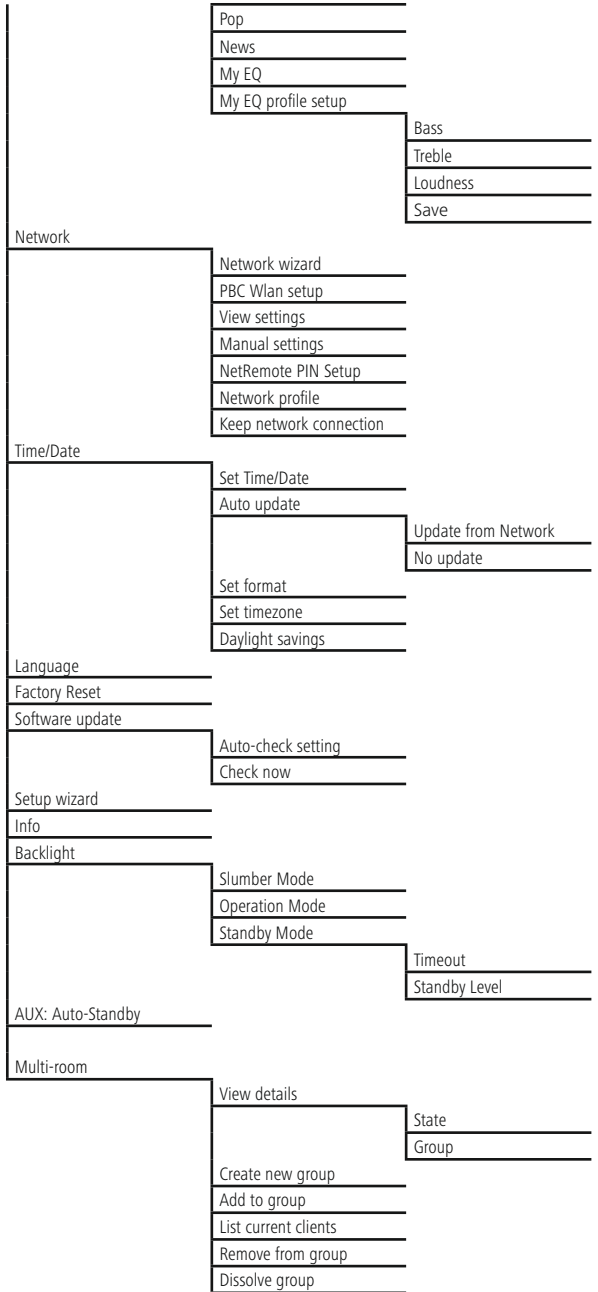 Pop
News
My EQ
My EQ profile setup
Bass
Treble
Loudness
Save
Network
Network wizard
PBC Wlan setup
View settings
Manual settings
NetRemote PIN Setup
Network profile
Keep network connection
Time/Date
Set Time/Date
Auto update
Update from Network
No update
Set format
Set timezone
Daylight savings
Language
Factory Reset
Software update
Auto-check setting
Check now
Setup wizard
Info
Backlight
Slumber Mode
Operation Mode
Standby Mode
Timeout
Standby Level
AUX: Auto-Standby
Multi-room
View details
State
Group
Create new group
Add to group
List current clients
Remove from group
Dissolve group